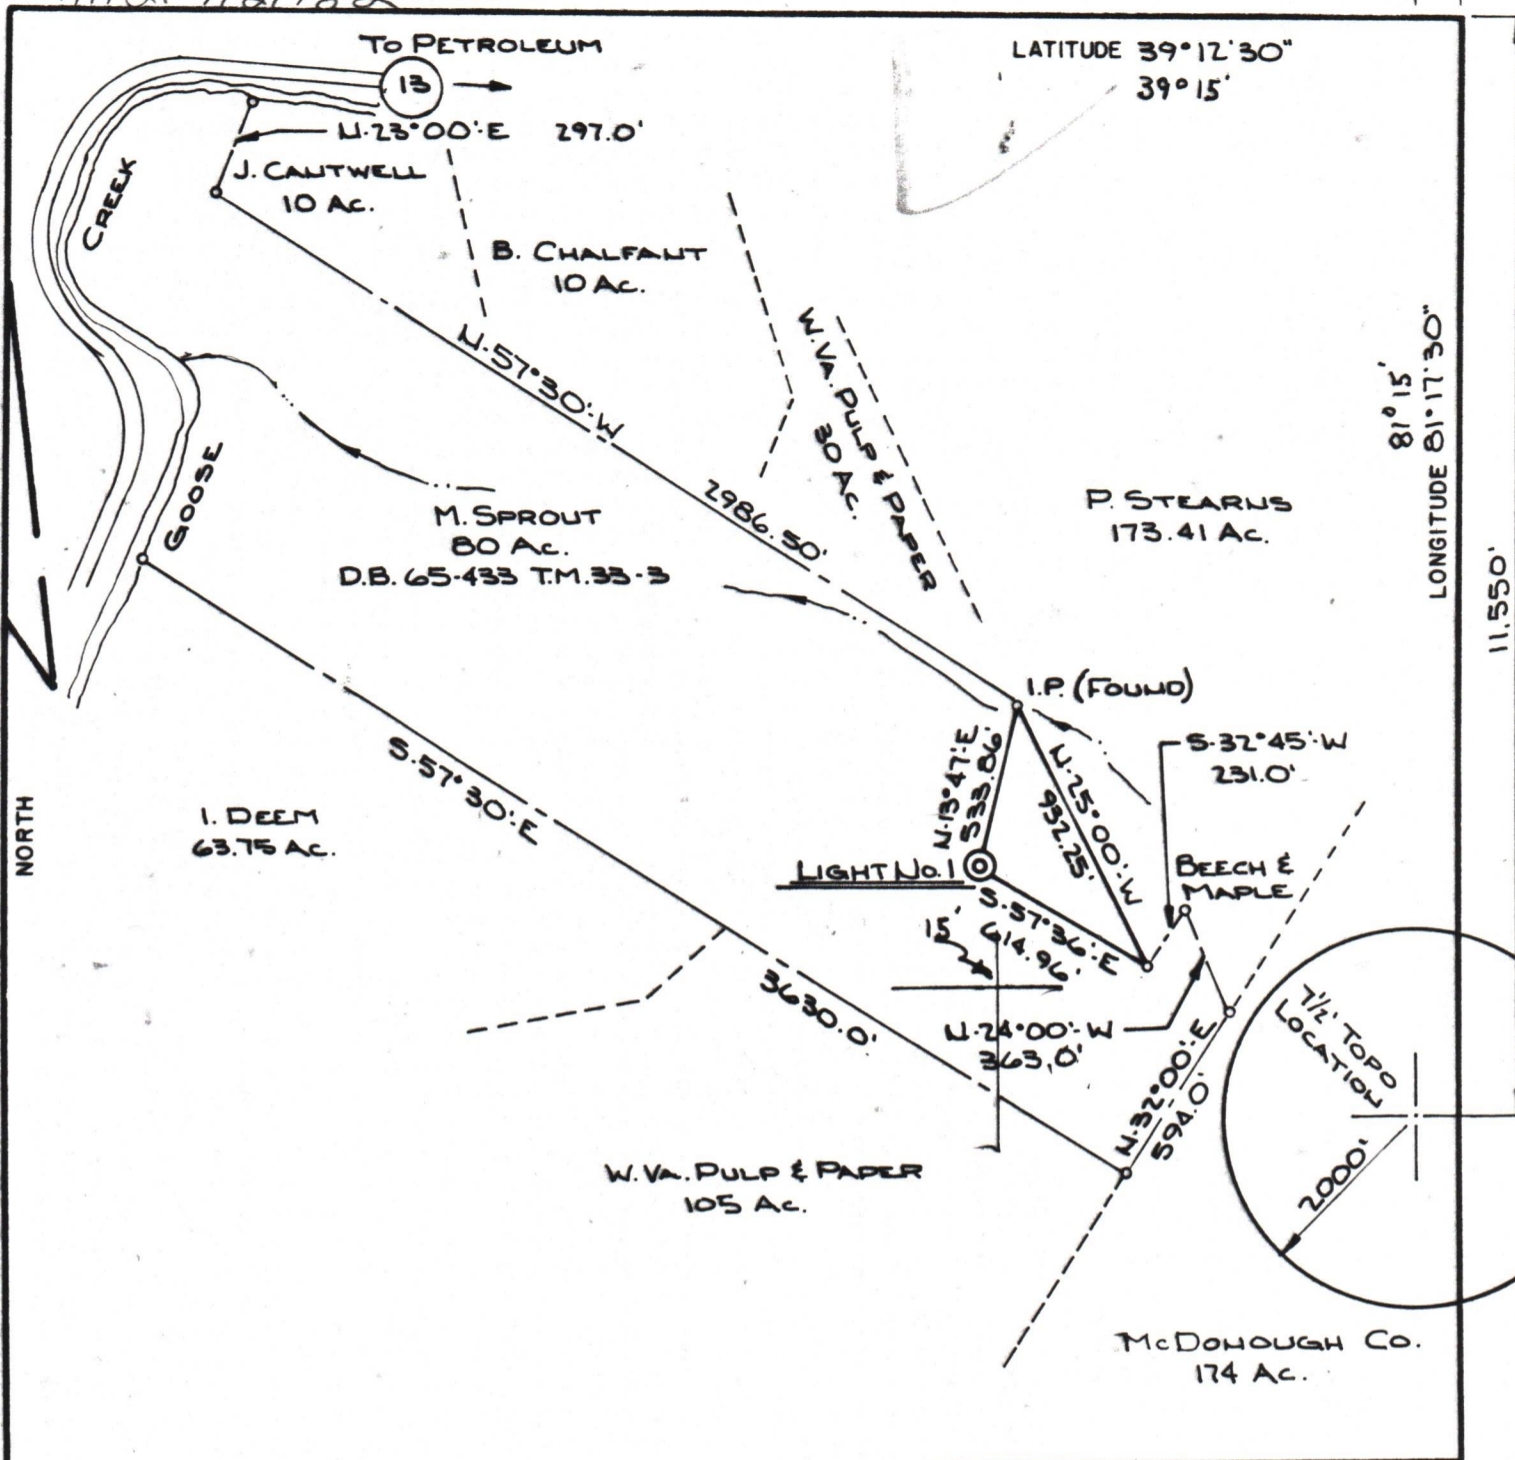 TO PETROLEUM
13
LATITUDE 39°12'30"
39°15'
N.23°00'.E 297.0'
J. CANTWELL
10 AC.
CREEK
B. CHALFANT
10 AC.
N.57°30'.W
2986.50'
W.VA. PULP & PAPER
30 AC.
81°15'
LONGITUDE 81°17'30"
P. STEARNS
173.41 AC.
11.550'
GOOSE
M. SPROUT
80 AC.
D.B. 65-433 T.M. 33-3
I.P. (FOUND)
S.32°45'.W
231.0'
N.13°47'.E
533.86'
N.25°00'.W
932.25'
S.57°30'.E
3630.0'
NORTH
I. DEEM
63.75 AC.
LIGHT NO. 1
BEECH &
MAPLE
S.57°36'.E
614.96'
15'
N.24°00'.W
363.0'
N.32°00'.E
594.0'
7½' TOPO
LOCATION
2000'
W.VA. PULP & PAPER
105 AC.
McDONOUGH CO.
174 AC.